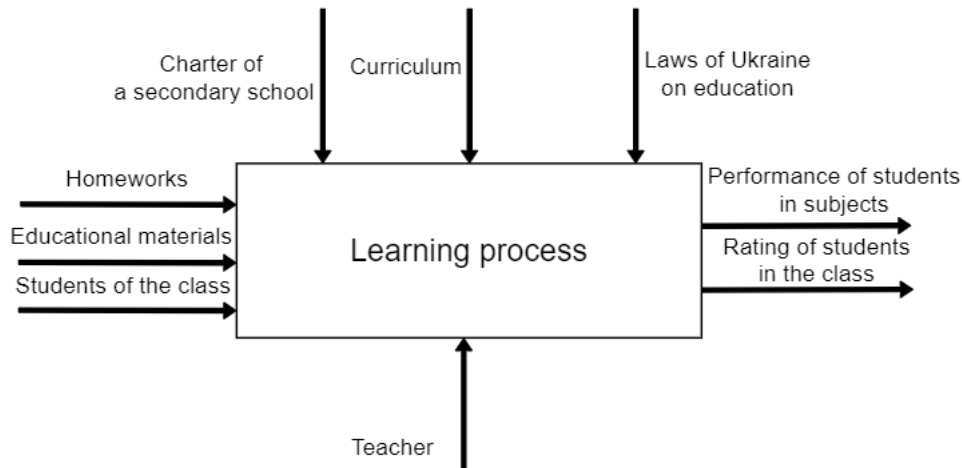 Charter of
a secondary school
Curriculum
Laws of Ukraine
on education
Homeworks
Educational materials
Students of the class
Learning process
Performance of students
in subjects
Rating of students
in the class
Teacher